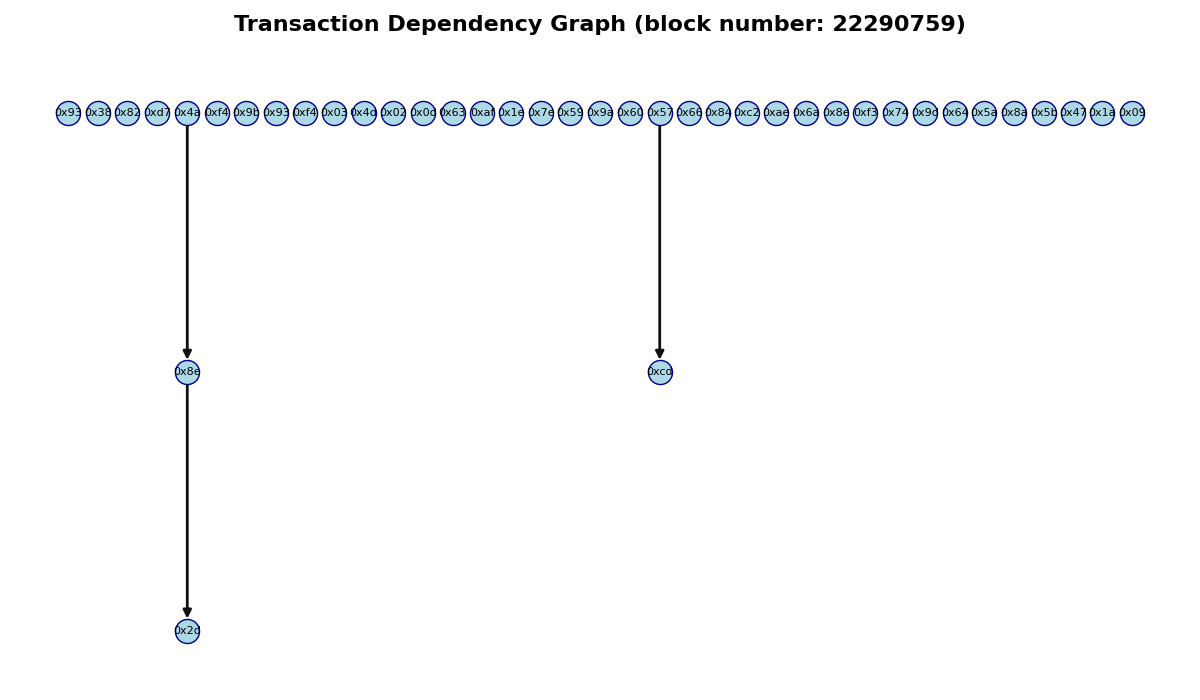 Transaction Dependency Graph (block number: 22290759)
0x93 0x38 0x82 0xd7 0x4a 0xf4 0x9b 0x93 0xf4 0x03 0x4d 0x02 0x0d 0x63 0xaf 0x1e 0x7e 0x59 0x9a 0x60 0x57 0x66 0x84 0xc2 0xae 0x6a 0x8e 0xf3 0x74 0x9d 0x64 0x5a 0x8a 0x5b 0x47 0x1a 0x09
0x8e 0xcd
0x2d